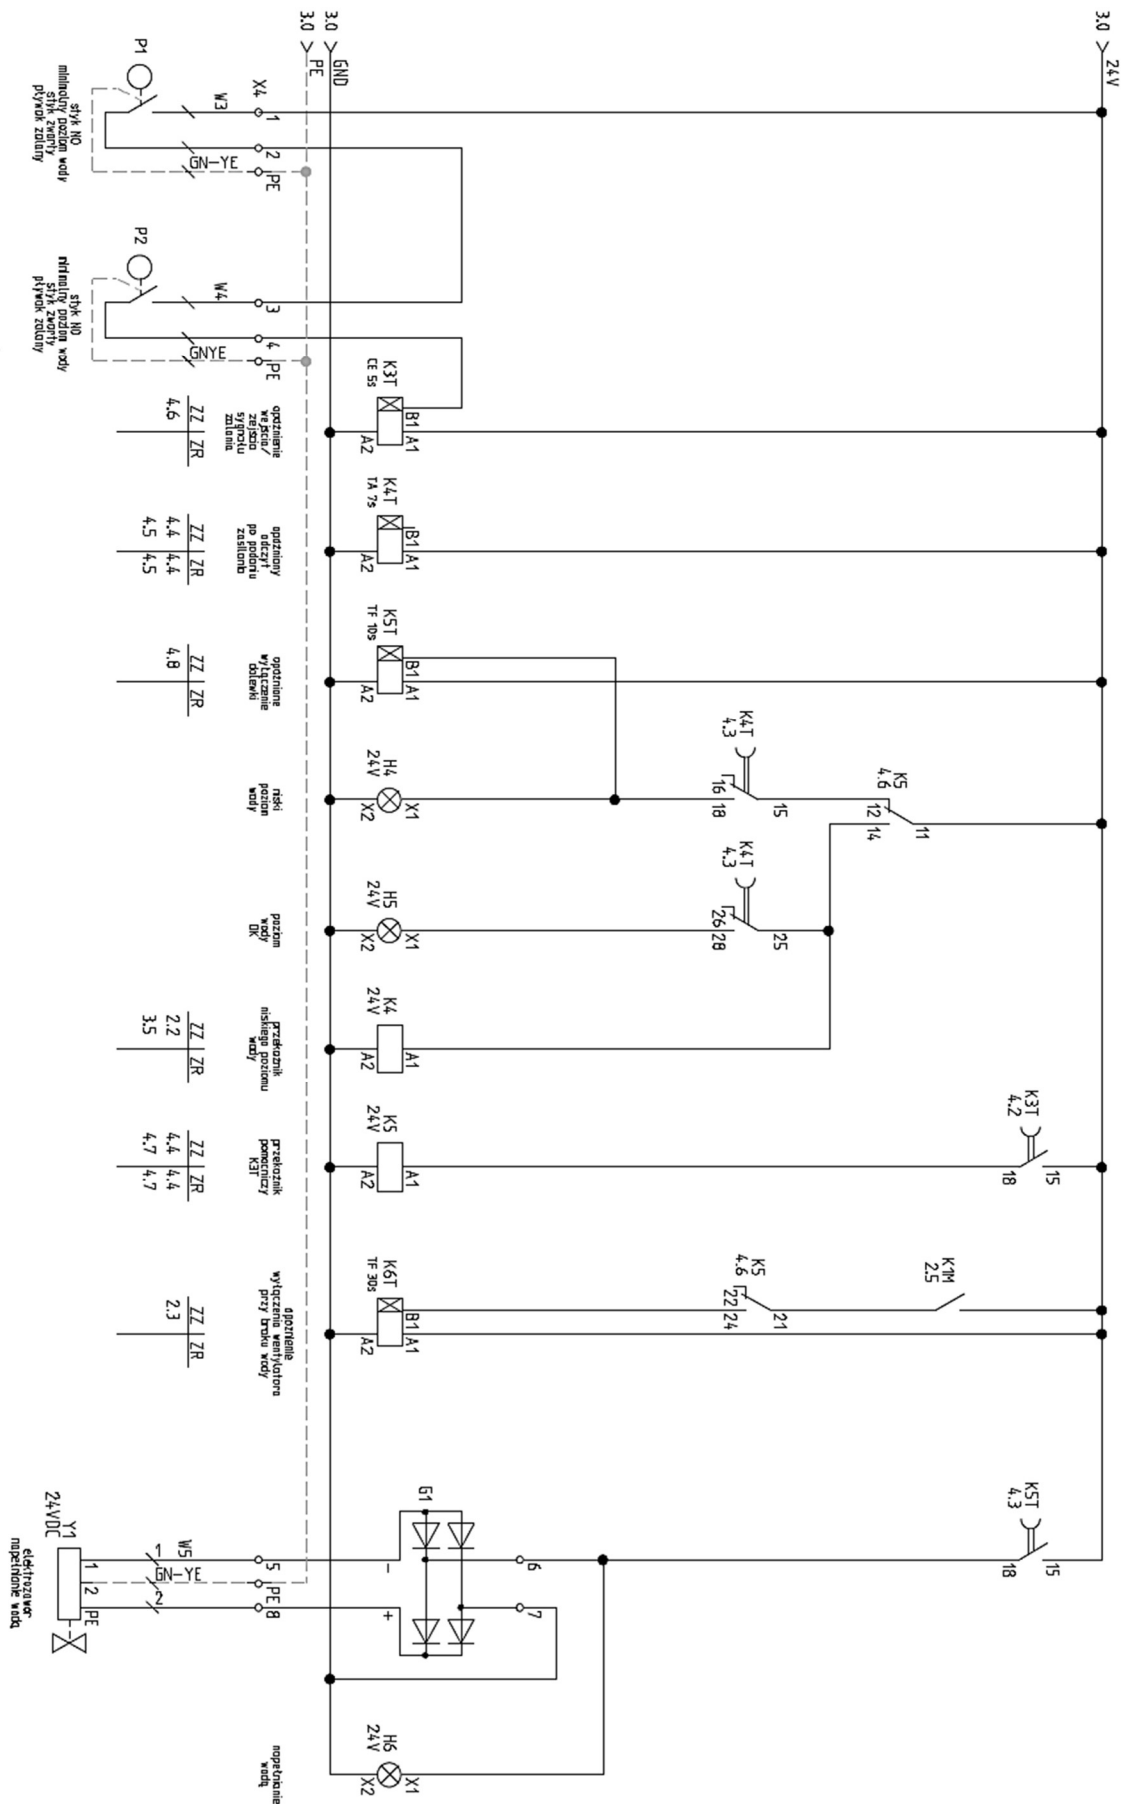 3.0
24V
3.0
GND
3.0
PE
P1
styk NO
minimalny poziom wody
styk zwarty
pływak zalany
X4
W3
1
2
GN-YE
PE
P2
styk NO
minimalny poziom wody
styk zwarty
pływak zalany
W4
3
4
GNYE
PE
K3T
CE 5s
B1
A1
A2
opóźnienie
wejścia/
zejścia
sygnału
zalania
ZZ
ZR
4.6
K4T
TA 7s
B1
A1
A2
opóźniony
odczyt
po podaniu
zasilania
ZZ
ZR
4.4
4.4
4.5
4.5
K5T
TF 10s
B1
A1
A2
opóźnione
wyłączenie
dolewki
ZZ
ZR
4.8
K5
4.6
11
12
14
K4T
4.3
15
16
18
H4
24V
X1
X2
niski
poziom
wody
K4T
4.3
25
26
28
H5
24V
X1
X2
poziom
wody
OK
K4
24V
A1
A2
przekaźnik
niskiego poziomu
wody
ZZ
ZR
2.2
3.5
K3T
4.2
15
18
K5
24V
A1
A2
przekaźnik
pomocniczy
K3T
ZZ
ZR
4.4
4.4
4.7
4.7
K1M
2.5
K5
4.6
21
22
24
K6T
TF 30s
B1
A1
A2
opóźnienie
wyłączenia wentylatora
przy braku wody
ZZ
ZR
2.3
K5T
4.3
15
18
G1
6
7
-
+
5
PE
8
W5
1
GN-YE
2
Y1
24VDC
1
2
PE
elektrozawór
napełnianie wodą
H6
24V
X1
X2
napełnianie
wodą